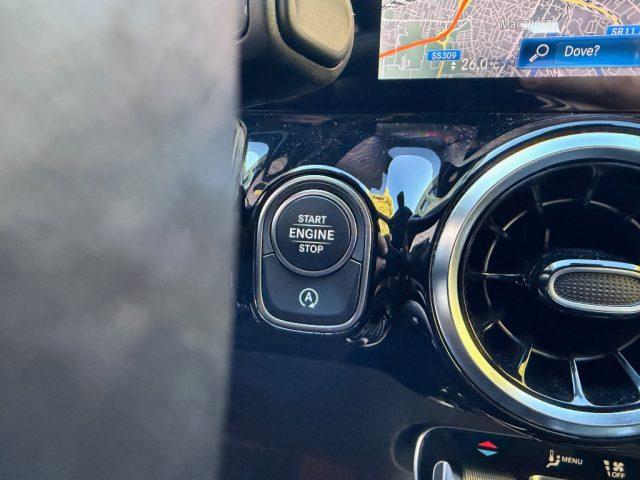 SR11
Dove?
SS309
26.0°C
START
ENGINE
STOP
A
MENU
OFF